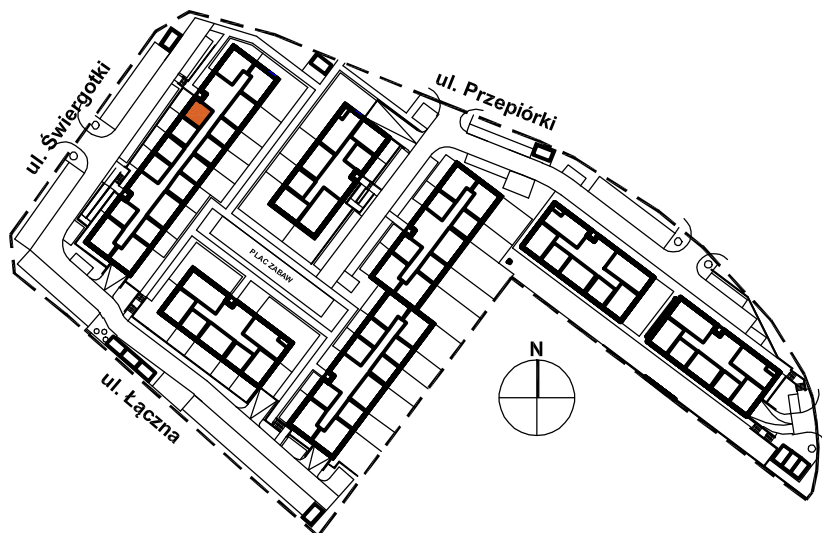 ul. Przepiórki
ul. Świergotki
PLAC ZABAW
N
ul. Łączna